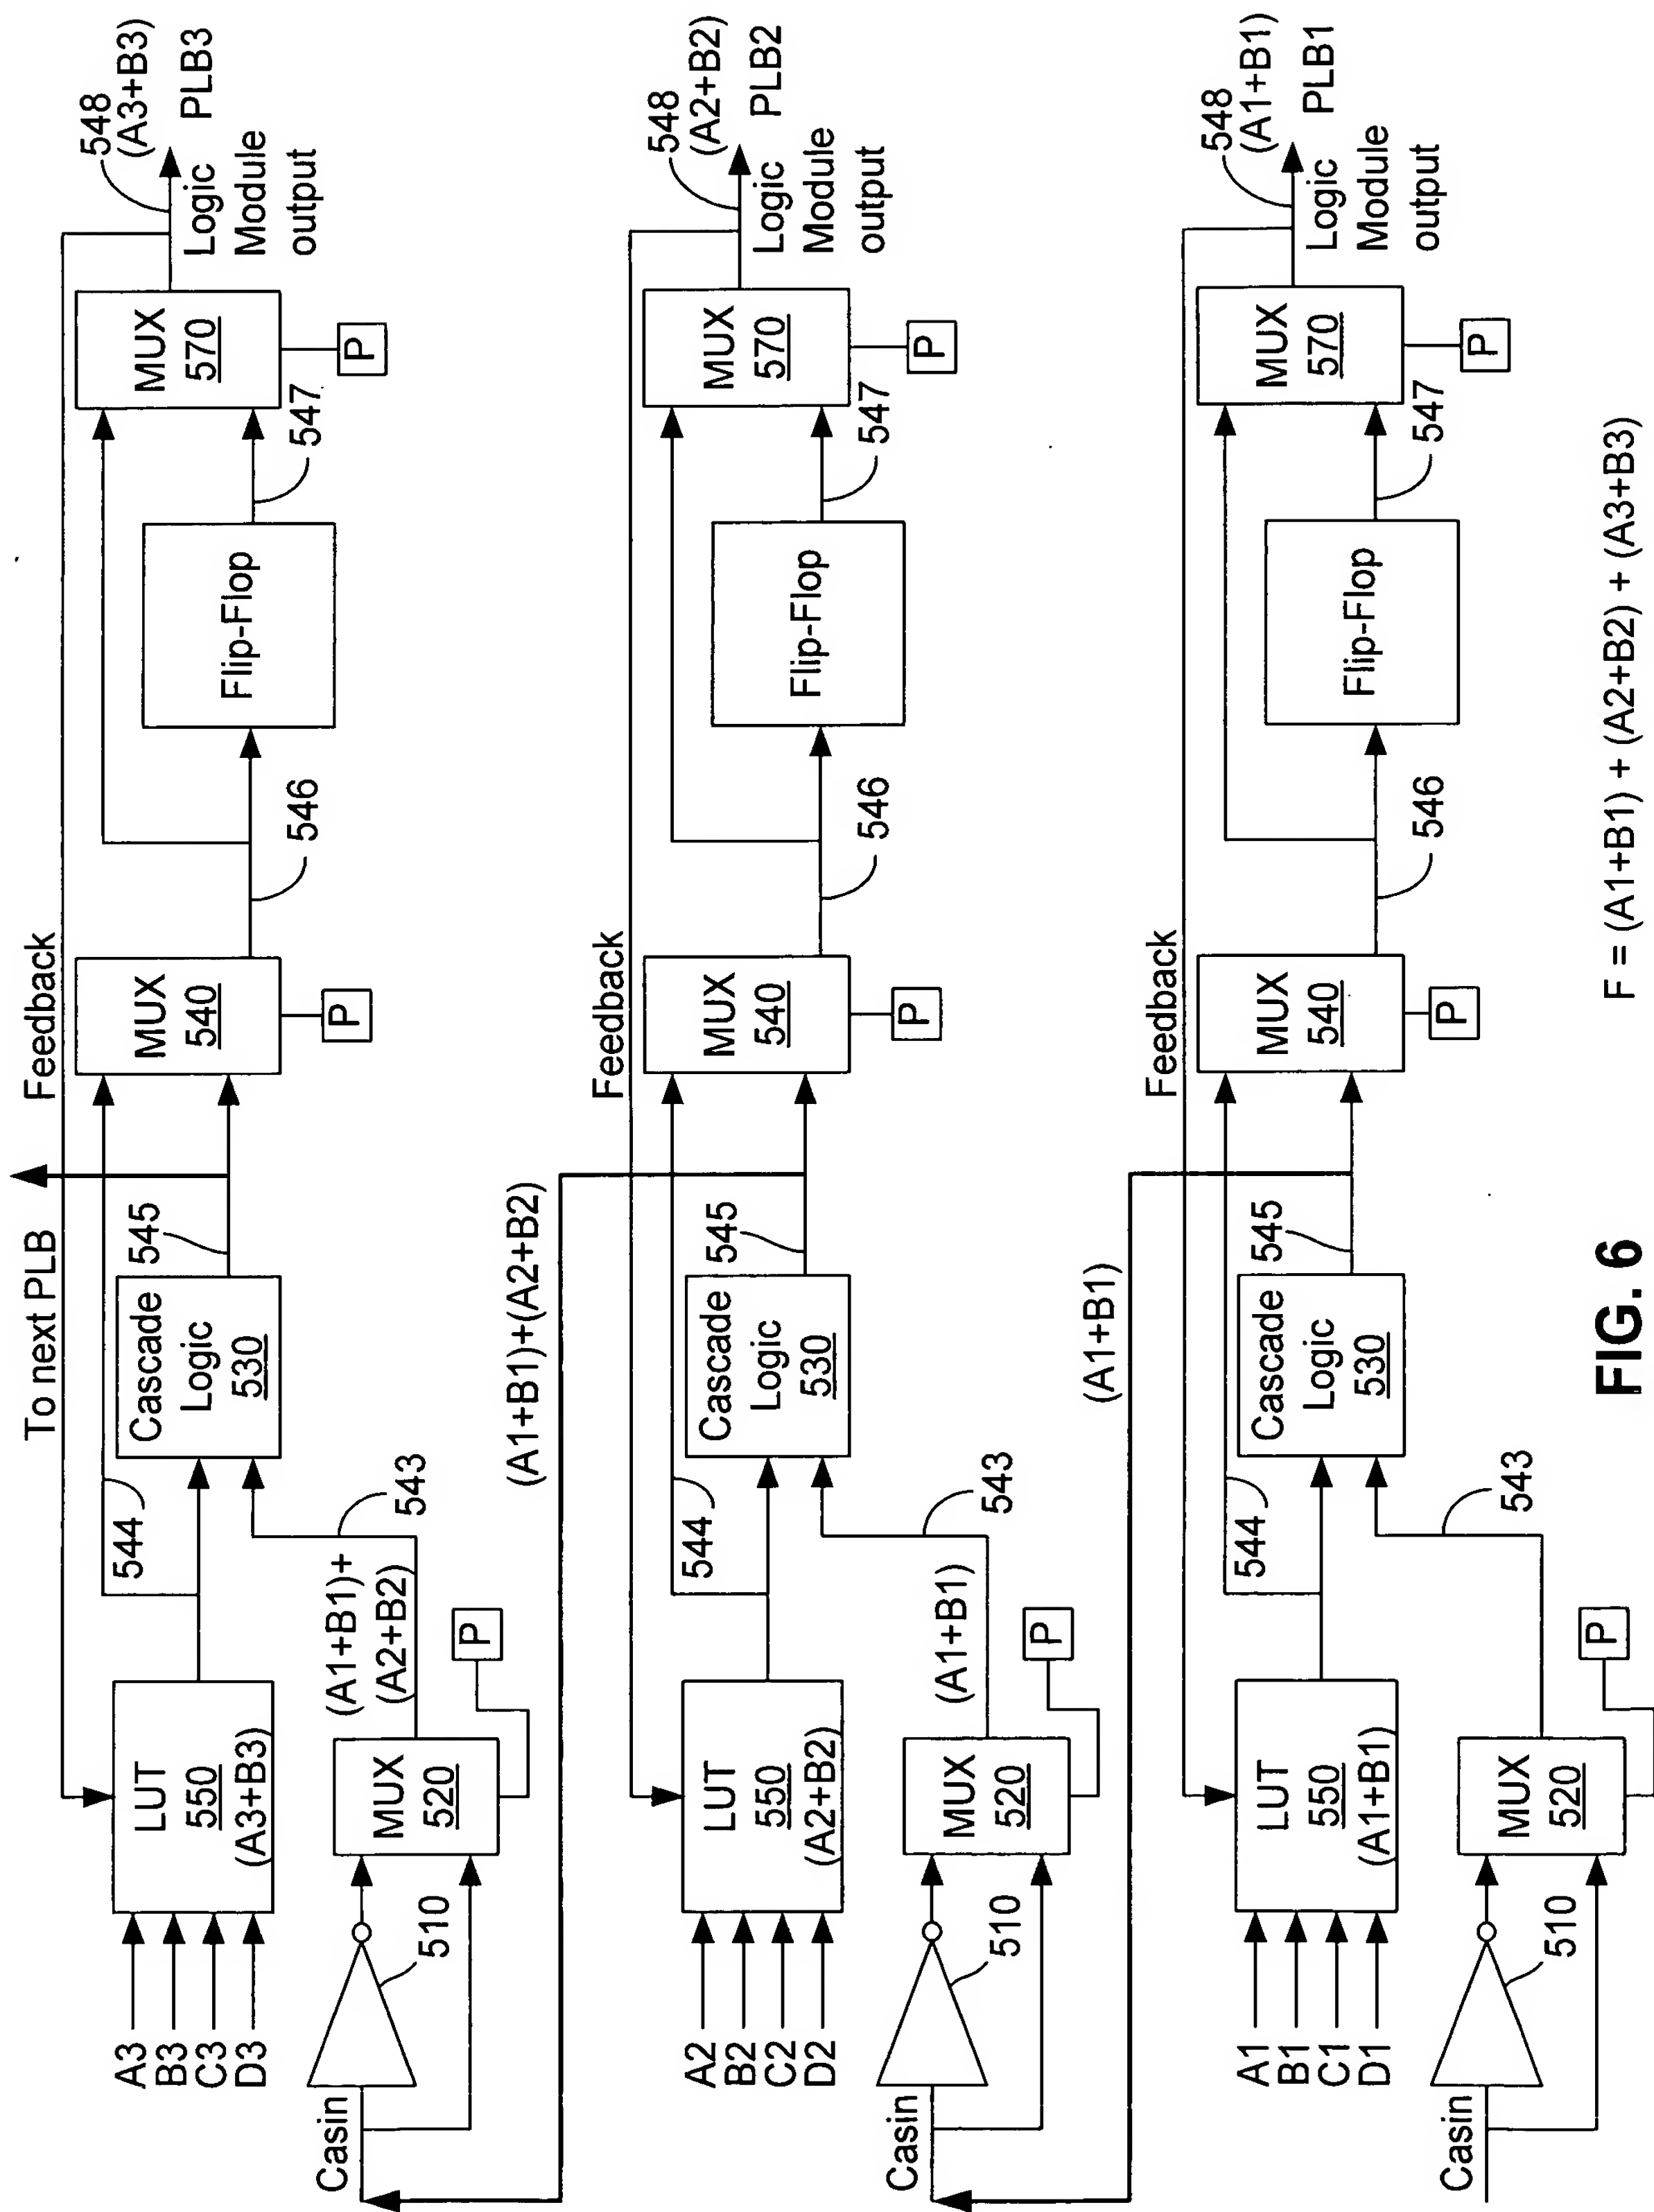 To next PLB
Feedback
548
(A3+B3)
PLB3
Logic
Module
output
A3
B3
C3
D3
LUT
550
(A3+B3)
544
Cascade
Logic
530
545
MUX
540
P
546
Flip-Flop
547
MUX
570
P
Casin
510
MUX
520
P
(A1+B1)+
(A2+B2)
543
(A1+B1)+(A2+B2)
Feedback
548
(A2+B2)
PLB2
Logic
Module
output
A2
B2
C2
D2
LUT
550
(A2+B2)
544
Cascade
Logic
530
545
MUX
540
P
546
Flip-Flop
547
MUX
570
P
Casin
510
MUX
520
P
(A1+B1)
543
(A1+B1)
Feedback
548
(A1+B1)
PLB1
Logic
Module
output
A1
B1
C1
D1
LUT
550
(A1+B1)
544
Cascade
Logic
530
545
MUX
540
P
546
Flip-Flop
547
MUX
570
P
Casin
510
MUX
520
P
543
F = (A1+B1) + (A2+B2) + (A3+B3)
FIG. 6